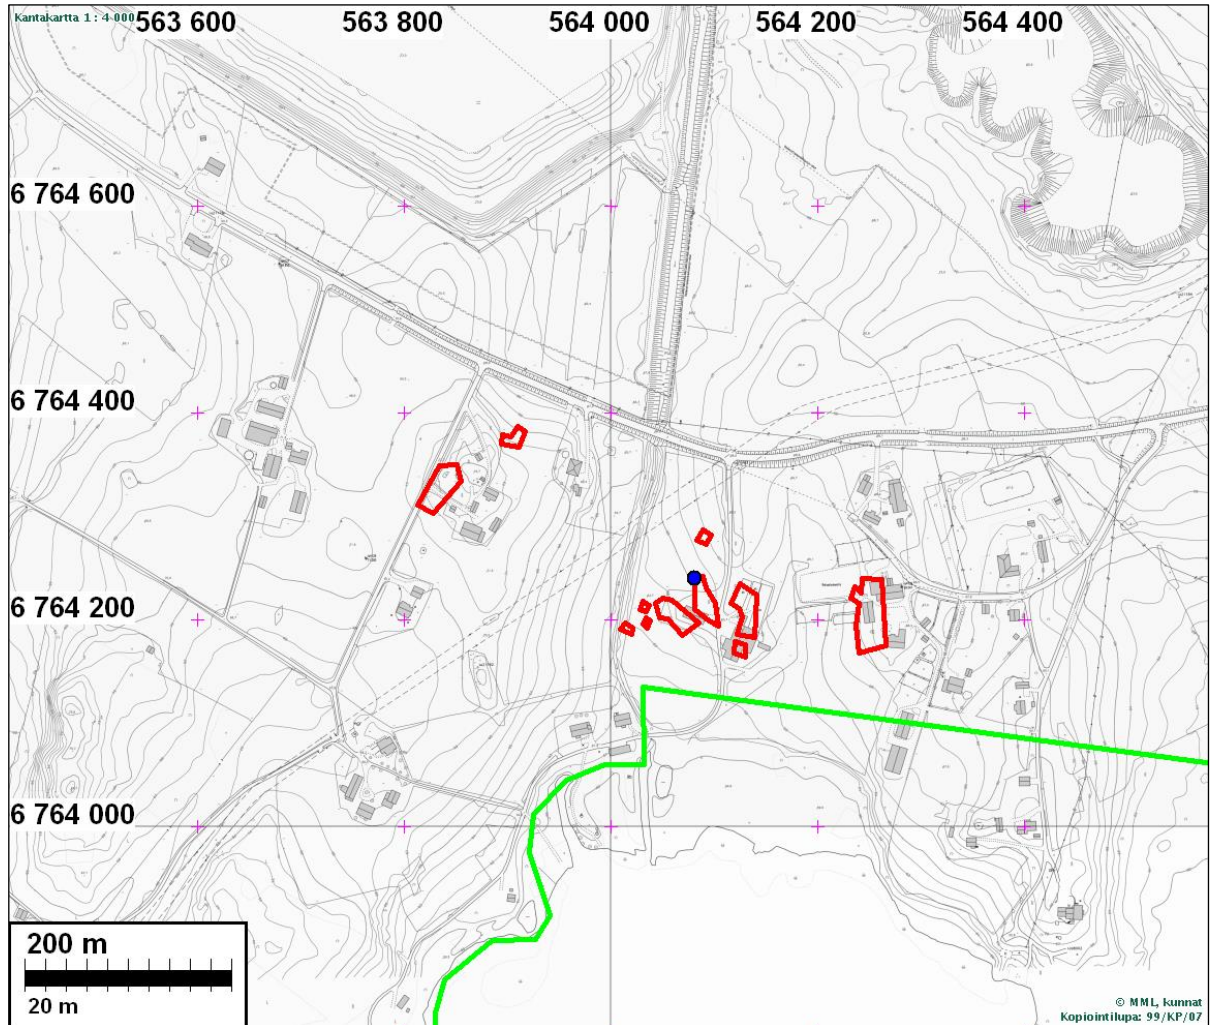 Kantakartta 1 : 4 000
563 600
563 800
564 000
564 200
564 400
6 764 600
6 764 400
6 764 200
6 764 000
200 m
20 m
© MML, kunnat
Kopiointilupa: 99/KP/07